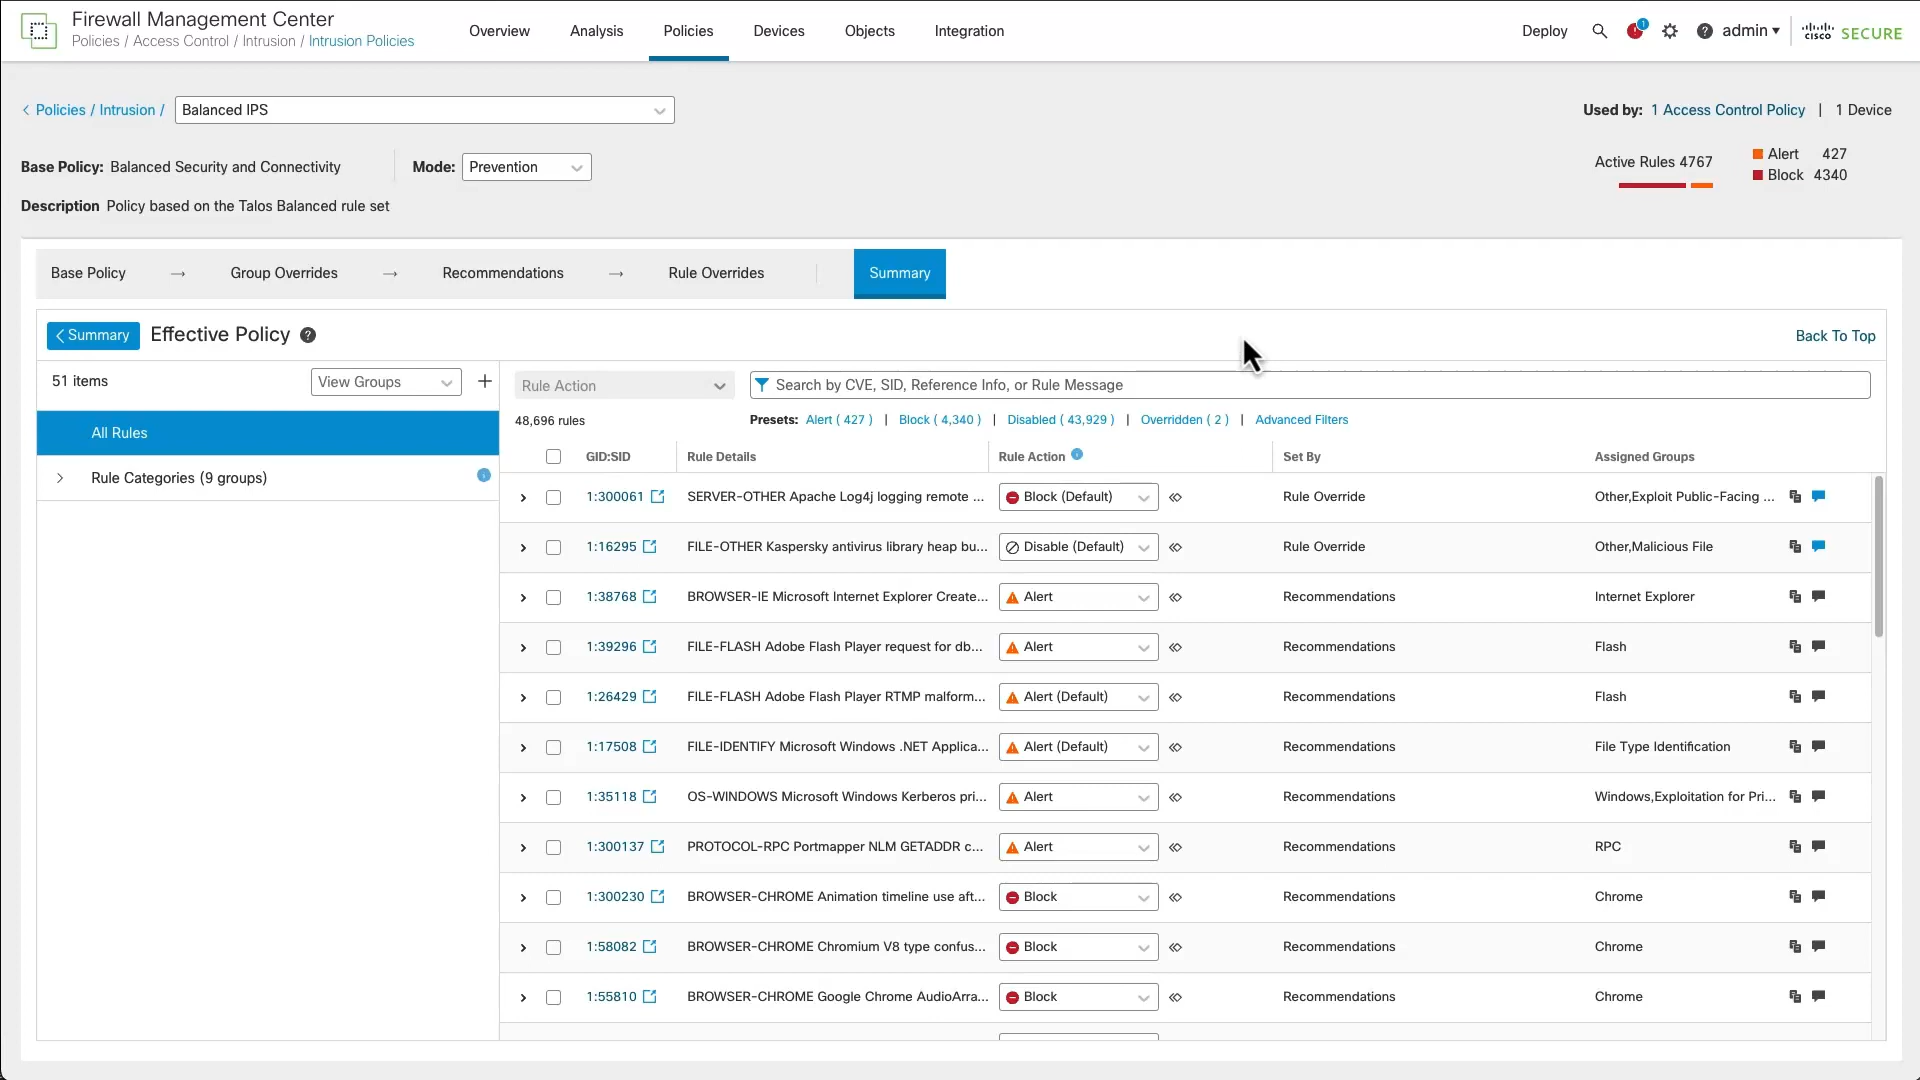 Firewall Management Center
Policies / Access Control / Intrusion / Intrusion Policies
Overview Analysis Policies Devices Objects Integration
Deploy 1 admin cisco SECURE
Policies / Intrusion / Balanced IPS
Used by: 1 Access Control Policy | 1 Device
Base Policy: Balanced Security and Connectivity Mode: Prevention
Active Rules 4767
Alert 427
Block 4340
Description Policy based on the Talos Balanced rule set
Base Policy → Group Overrides → Recommendations → Rule Overrides Summary
Summary Effective Policy ? Back To Top
51 items View Groups +
All Rules
Rule Categories (9 groups)
Rule Action Search by CVE, SID, Reference Info, or Rule Message
48,696 rules Presets: Alert ( 427 ) | Block ( 4,340 ) | Disabled ( 43,929 ) | Overridden ( 2 ) | Advanced Filters
GID:SID Rule Details Rule Action Set By Assigned Groups
1:300061 SERVER-OTHER Apache Log4j logging remote ... Block (Default) Rule Override Other,Exploit Public-Facing ...
1:16295 FILE-OTHER Kaspersky antivirus library heap bu... Disable (Default) Rule Override Other,Malicious File
1:38768 BROWSER-IE Microsoft Internet Explorer Create... Alert Recommendations Internet Explorer
1:39296 FILE-FLASH Adobe Flash Player request for db... Alert Recommendations Flash
1:26429 FILE-FLASH Adobe Flash Player RTMP malform... Alert (Default) Recommendations Flash
1:17508 FILE-IDENTIFY Microsoft Windows .NET Applica... Alert (Default) Recommendations File Type Identification
1:35118 OS-WINDOWS Microsoft Windows Kerberos pri... Alert Recommendations Windows,Exploitation for Pri...
1:300137 PROTOCOL-RPC Portmapper NLM GETADDR c... Alert Recommendations RPC
1:300230 BROWSER-CHROME Animation timeline use aft... Block Recommendations Chrome
1:58082 BROWSER-CHROME Chromium V8 type confus... Block Recommendations Chrome
1:55810 BROWSER-CHROME Google Chrome AudioArra... Block Recommendations Chrome